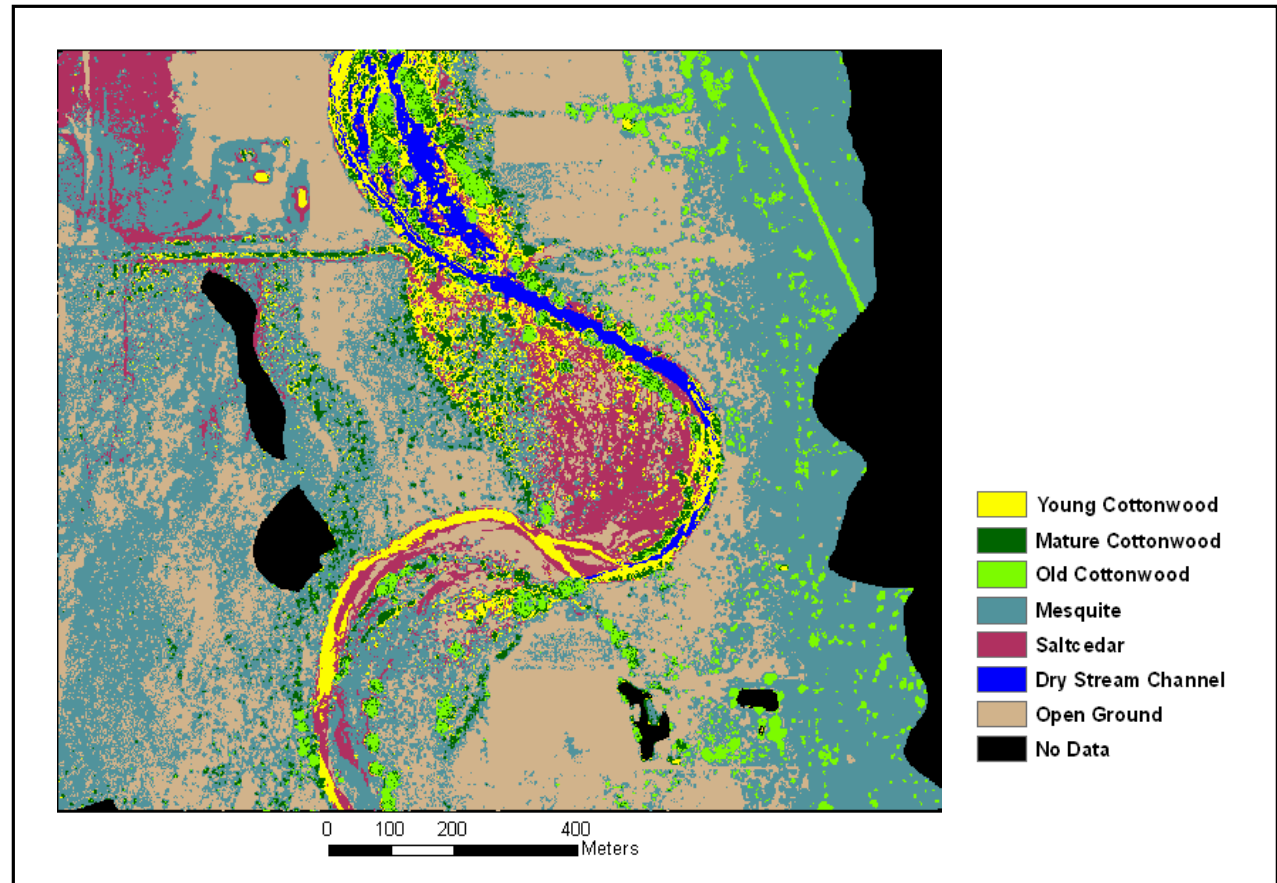 Young Cottonwood
Mature Cottonwood
Old Cottonwood
Mesquite
Saltcedar
Dry Stream Channel
Open Ground
No Data
0 100 200 400
Meters